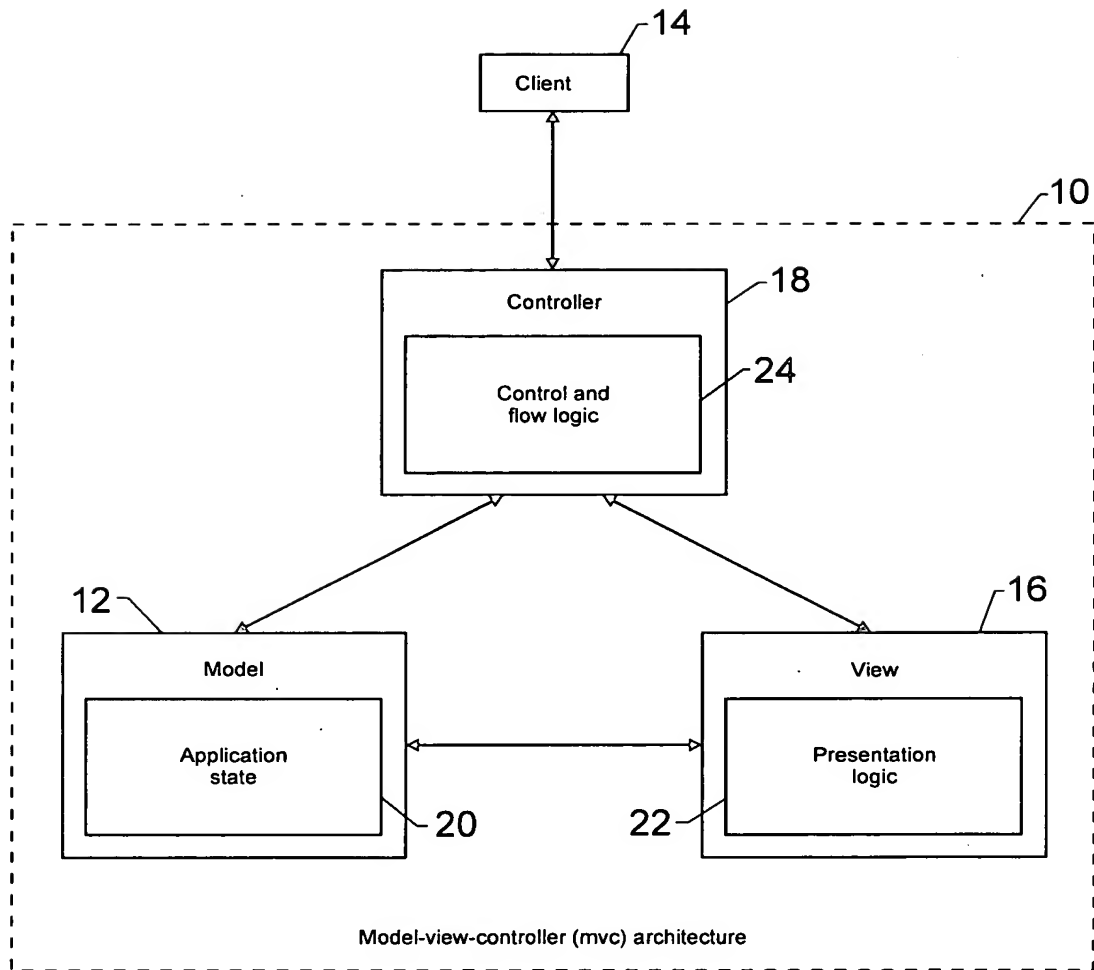 14
Client
10
Controller
18
Control and
flow logic
24
12
16
Model
View
Application
state
Presentation
logic
20
22
Model-view-controller (mvc) architecture